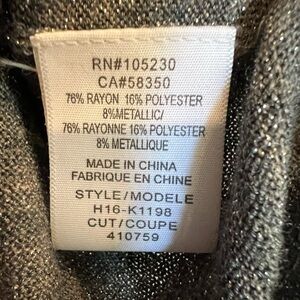 RN#105230
CA#58350
76% RAYON 16% POLYESTER
8%METALLIC/
76% RAYONNE 16% POLYESTER
8% METALLIQUE
MADE IN CHINA
FABRIQUE EN CHINE
STYLE/MODELE
H16-K1198
CUT/COUPE
410759